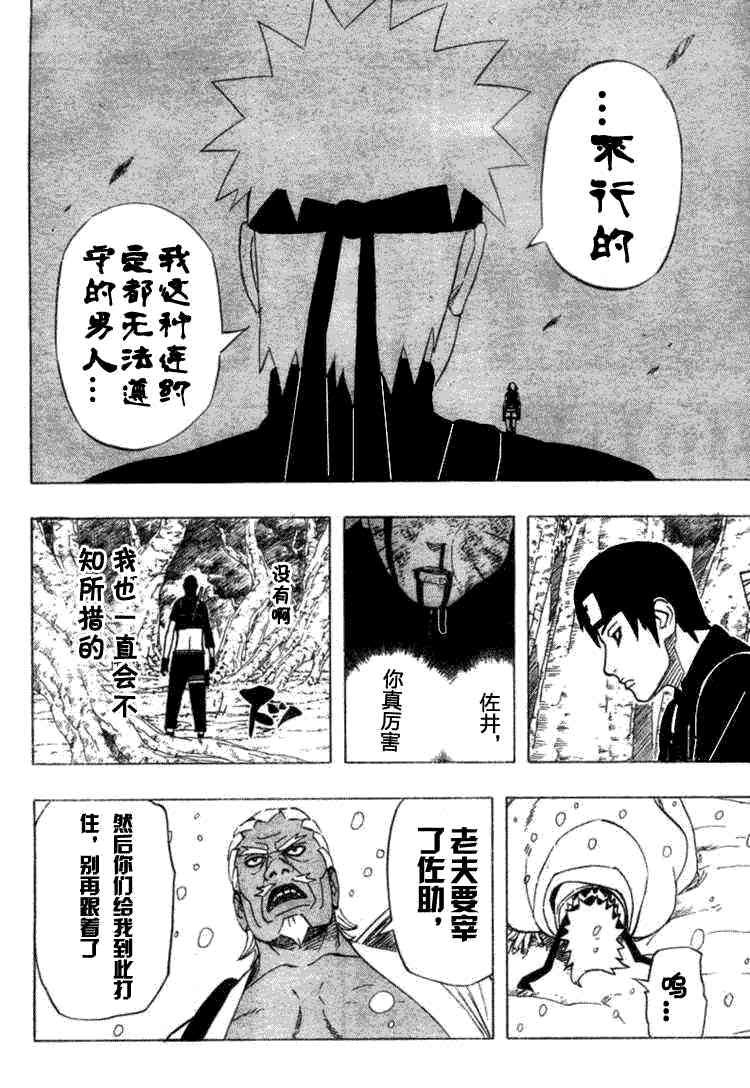 …不行的
我这种连约
定都无法遵
守的男人…
佐井，
你真厉害
没有啊
我也一直会不
知所措的
呜…
老夫要宰
了佐助，
然后你们给我到此打
住，别再跟着了